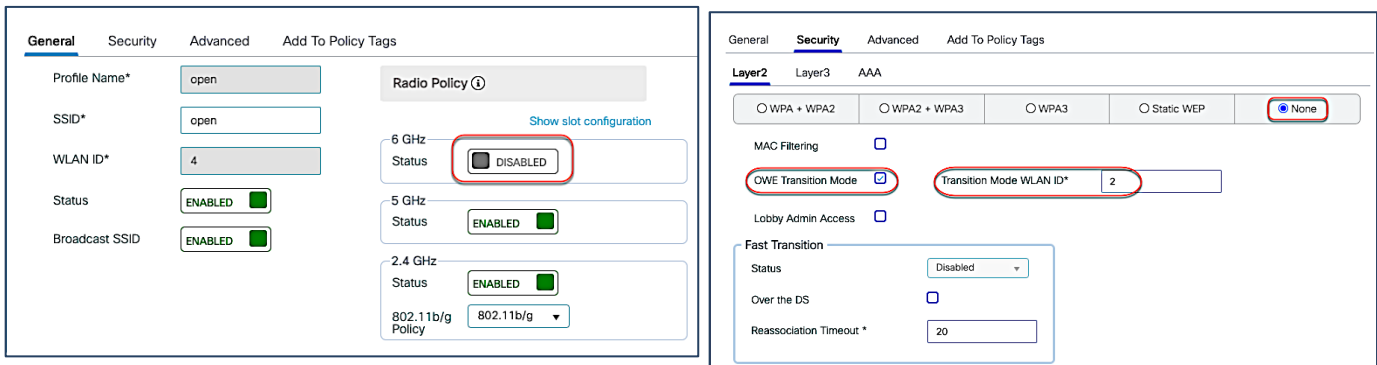 General Security Advanced Add To Policy Tags
Profile Name* open
SSID* open
WLAN ID* 4
Status ENABLED
Broadcast SSID ENABLED
Radio Policy i
Show slot configuration
6 GHz
Status DISABLED
5 GHz
Status ENABLED
2.4 GHz
Status ENABLED
802.11b/g Policy 802.11b/g
General Security Advanced Add To Policy Tags
Layer2 Layer3 AAA
WPA + WPA2 WPA2 + WPA3 WPA3 Static WEP None
MAC Filtering
OWE Transition Mode Transition Mode WLAN ID* 2
Lobby Admin Access
Fast Transition
Status Disabled
Over the DS
Reassociation Timeout * 20